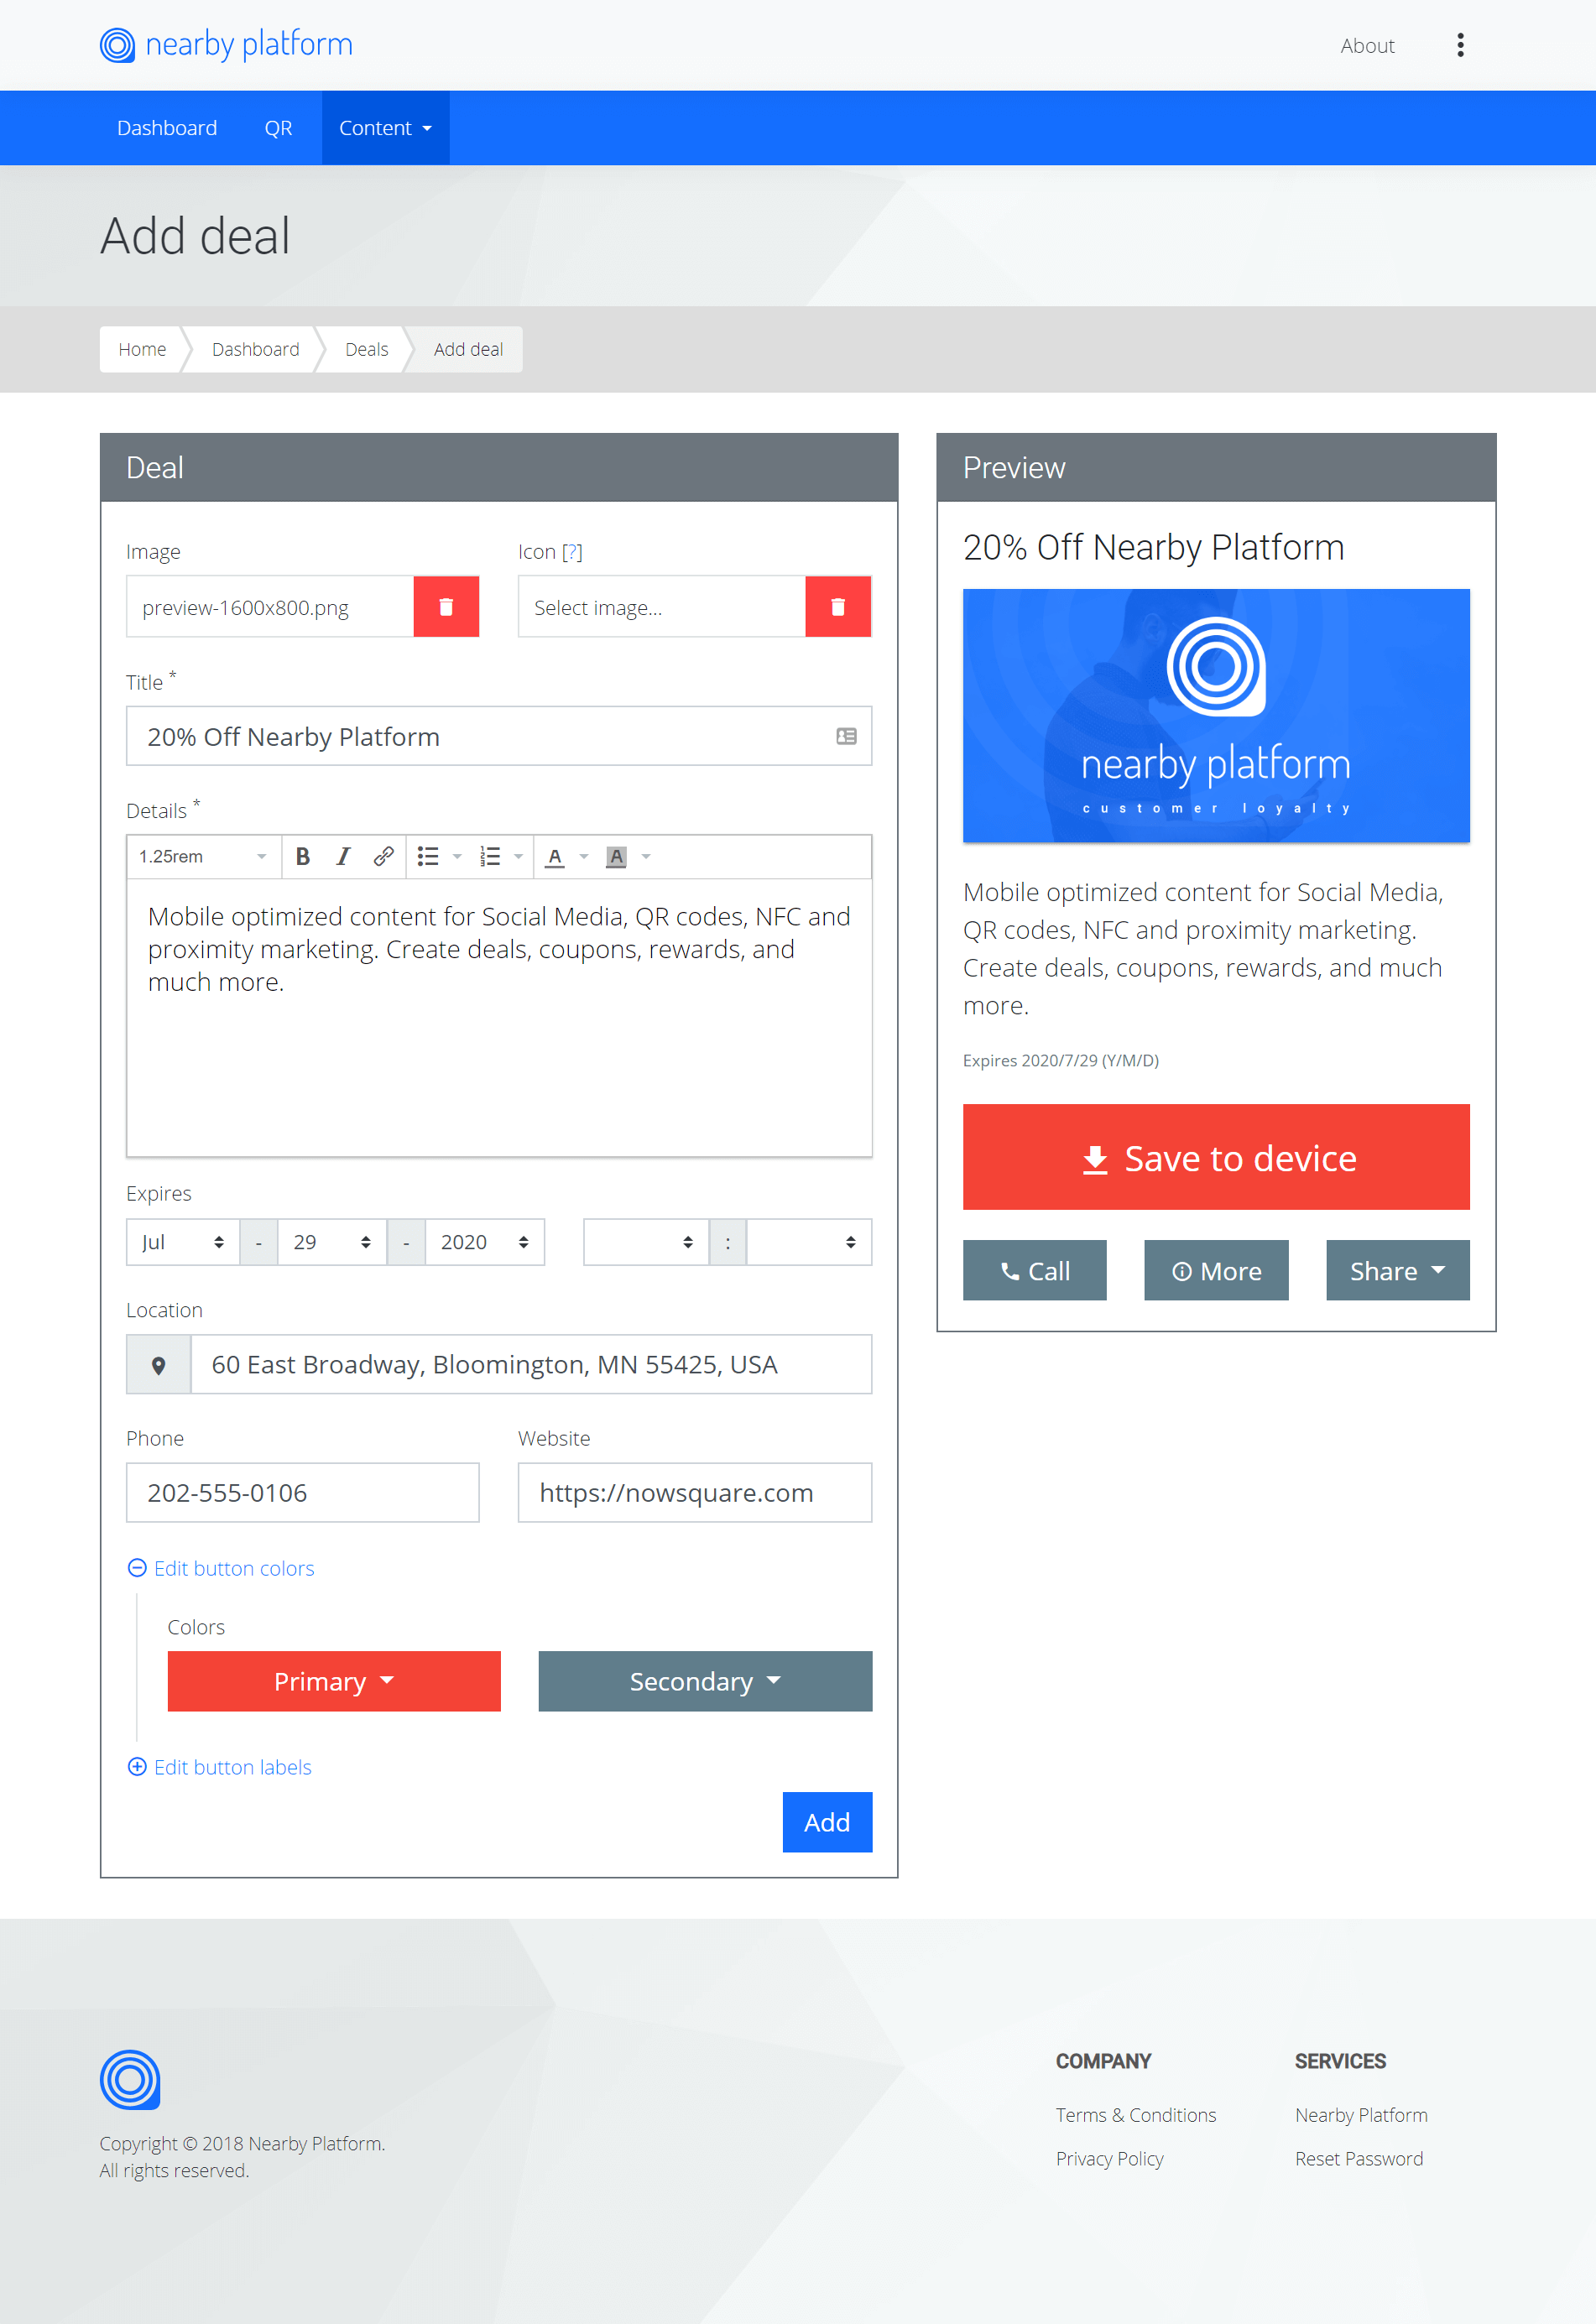 nearby platform
About
Dashboard
QR
Content
Add deal
Home
Dashboard
Deals
Add deal
Deal
Image
Icon [?]
preview-1600x800.png
Select image...
Title *
20% Off Nearby Platform
Details *
1.25rem
B
I
A
A
Mobile optimized content for Social Media, QR codes, NFC and
proximity marketing. Create deals, coupons, rewards, and
much more.
Expires
Jul
-
29
-
2020
:
Location
60 East Broadway, Bloomington, MN 55425, USA
Phone
Website
202-555-0106
https://nowsquare.com
Edit button colors
Colors
Primary
Secondary
Edit button labels
Add
Preview
20% Off Nearby Platform
nearby platform
customer loyalty
Mobile optimized content for Social Media,
QR codes, NFC and proximity marketing.
Create deals, coupons, rewards, and much
more.
Expires 2020/7/29 (Y/M/D)
Save to device
Call
More
Share
Copyright © 2018 Nearby Platform.
All rights reserved.
COMPANY
Terms & Conditions
Privacy Policy
SERVICES
Nearby Platform
Reset Password